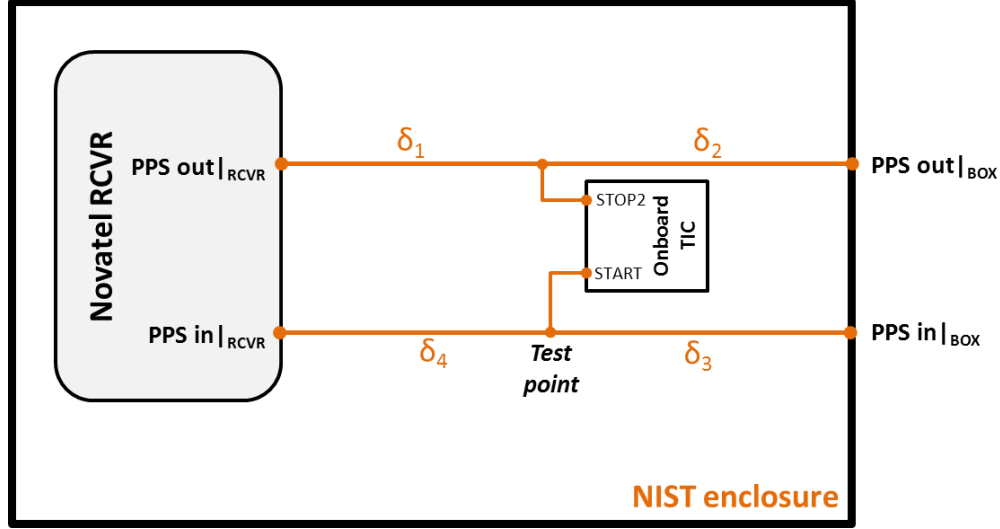 Novatel RCVR
PPS out|RCVR
δ1
δ2
PPS out|BOX
STOP2
Onboard
TIC
START
PPS in|RCVR
δ4
Test
point
δ3
PPS in|BOX
NIST enclosure